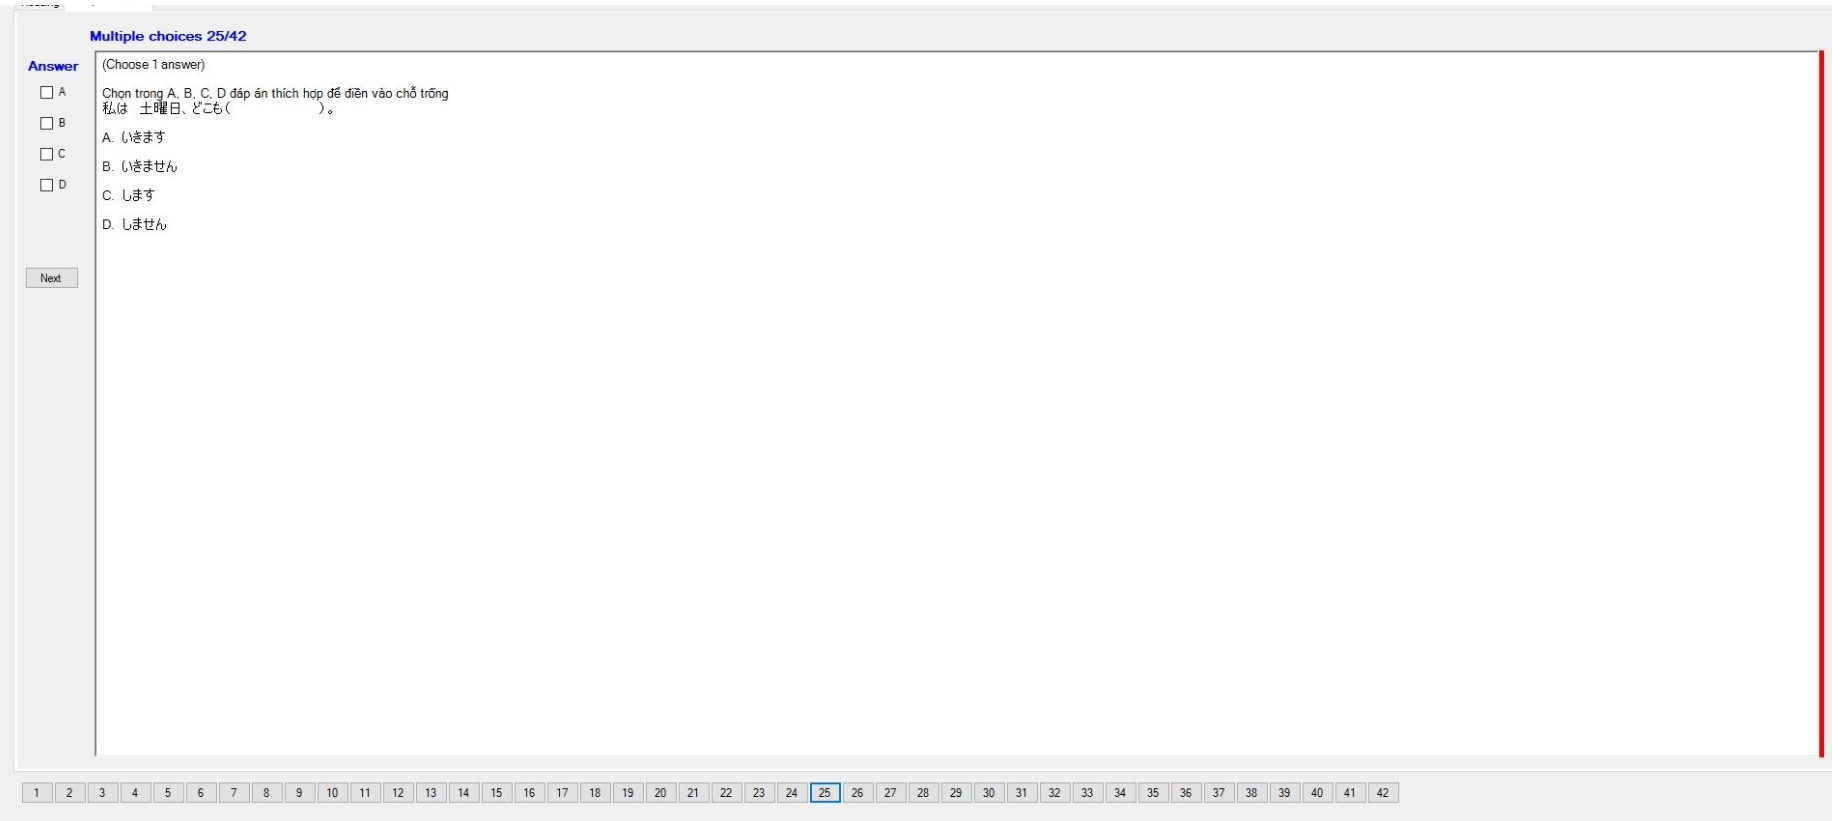 Multiple choices 25/42
Answer
A
B
C
D
Next
(Choose 1 answer)
Chọn trong A, B, C, D đáp án thích hợp để điền vào chỗ trống
私は 土曜日、どこも( )。
A. いきます
B. いきません
C. します
D. しません
1 2 3 4 5 6 7 8 9 10 11 12 13 14 15 16 17 18 19 20 21 22 23 24 25 26 27 28 29 30 31 32 33 34 35 36 37 38 39 40 41 42